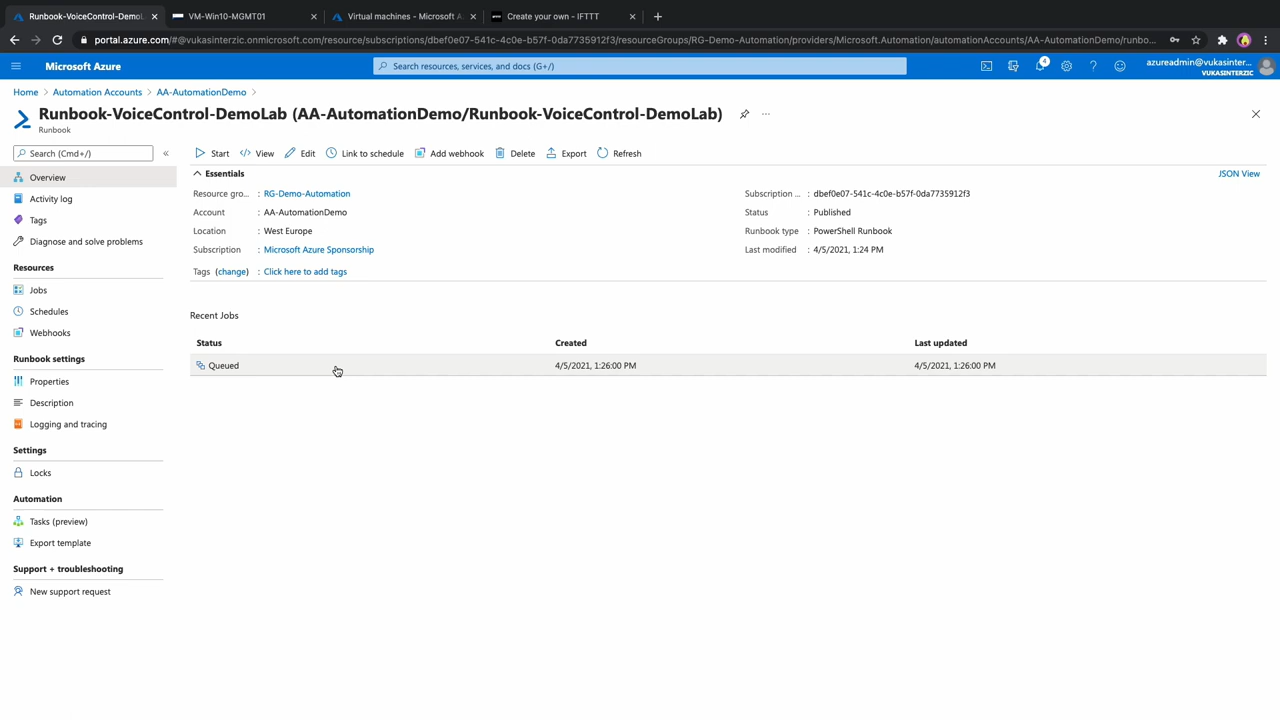 Runbook-VoiceControl-DemoL
VM-Win10-MGMT01
Virtual machines - Microsoft A
Create your own - IFTTT
portal.azure.com/#@vukasinterzic.onmicrosoft.com/resource/subscriptions/dbef0e07-541c-4c0e-b57f-0da7735912f3/resourceGroups/RG-Demo-Automation/providers/Microsoft.Automation/automationAccounts/AA-AutomationDemo/runbo...
Microsoft Azure
Search resources, services, and docs (G+/)
4
azureadmin@vukasinter...
VUKASINTERZIC
Home > Automation Accounts > AA-AutomationDemo >
Runbook-VoiceControl-DemoLab (AA-AutomationDemo/Runbook-VoiceControl-DemoLab)
Runbook
Search (Cmd+/)
Overview
Activity log
Tags
Diagnose and solve problems
Resources
Jobs
Schedules
Webhooks
Runbook settings
Properties
Description
Logging and tracing
Settings
Locks
Automation
Tasks (preview)
Export template
Support + troubleshooting
New support request
Start View Edit Link to schedule Add webhook Delete Export Refresh
Essentials
JSON View
Resource gro... : RG-Demo-Automation
Account : AA-AutomationDemo
Location : West Europe
Subscription : Microsoft Azure Sponsorship
Subscription ... : dbef0e07-541c-4c0e-b57f-0da7735912f3
Status : Published
Runbook type : PowerShell Runbook
Last modified : 4/5/2021, 1:24 PM
Tags (change) : Click here to add tags
Recent Jobs
Status Created Last updated
Queued 4/5/2021, 1:26:00 PM 4/5/2021, 1:26:00 PM